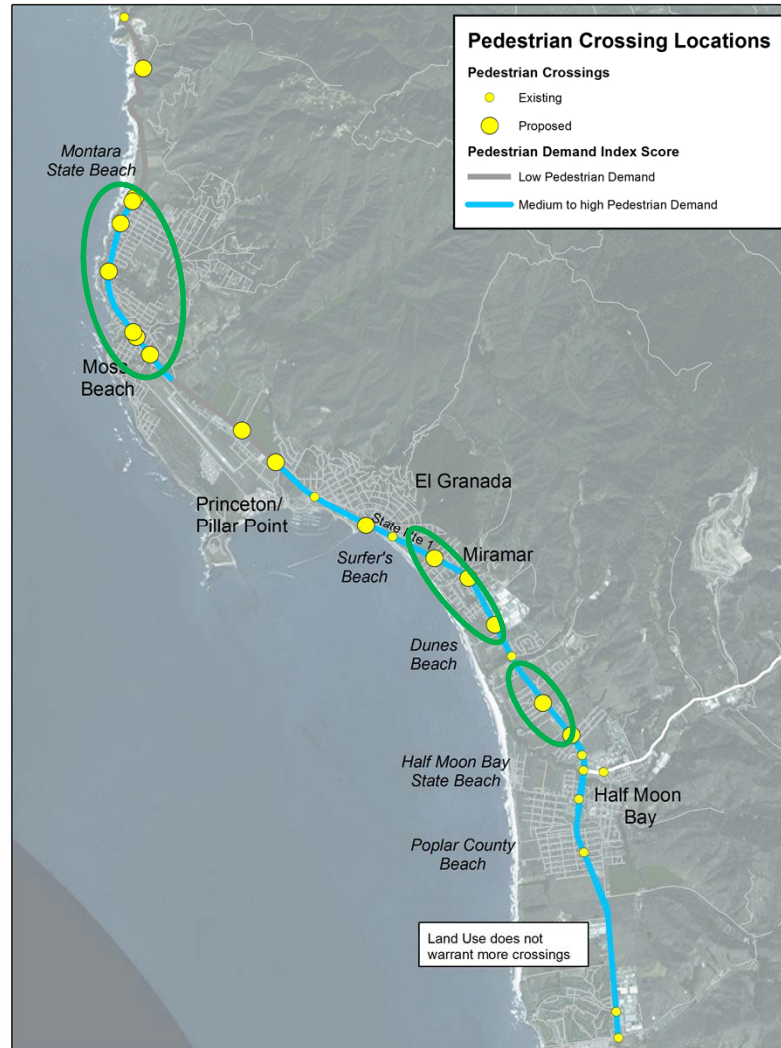 Pedestrian Crossing Locations
Pedestrian Crossings
Existing
Proposed
Pedestrian Demand Index Score
Low Pedestrian Demand
Medium to high Pedestrian Demand
Montara
State Beach
Moss
Beach
El Granada
Princeton/
Pillar Point
State Rte 1
Miramar
Surfer's
Beach
Dunes
Beach
Half Moon Bay
State Beach
Half Moon
Bay
Poplar County
Beach
Land Use does not
warrant more crossings